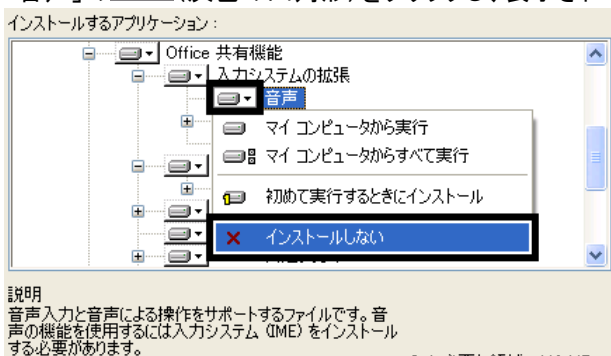 インストールするアプリケーション:
Office 共有機能
入力システムの拡張
音声
マイ コンピュータから実行
マイ コンピュータからすべて実行
初めて実行するときにインストール
インストールしない
説明
音声入力と音声による操作をサポートするファイルです。音
声の機能を使用するには入力システム (IME) をインストール
する必要があります。